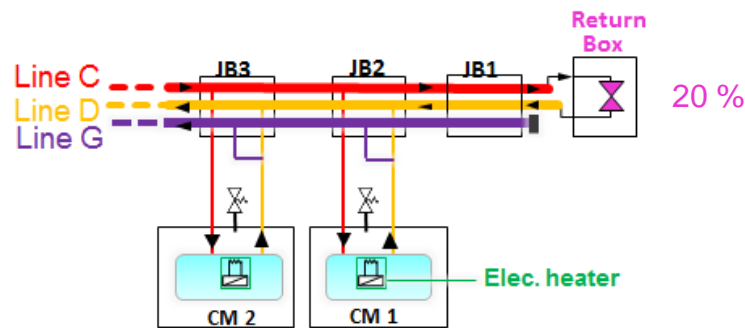 Return
Box
JB3
JB2
JB1
Line C
Line D
Line G
20 %
Elec. heater
CM 2
CM 1